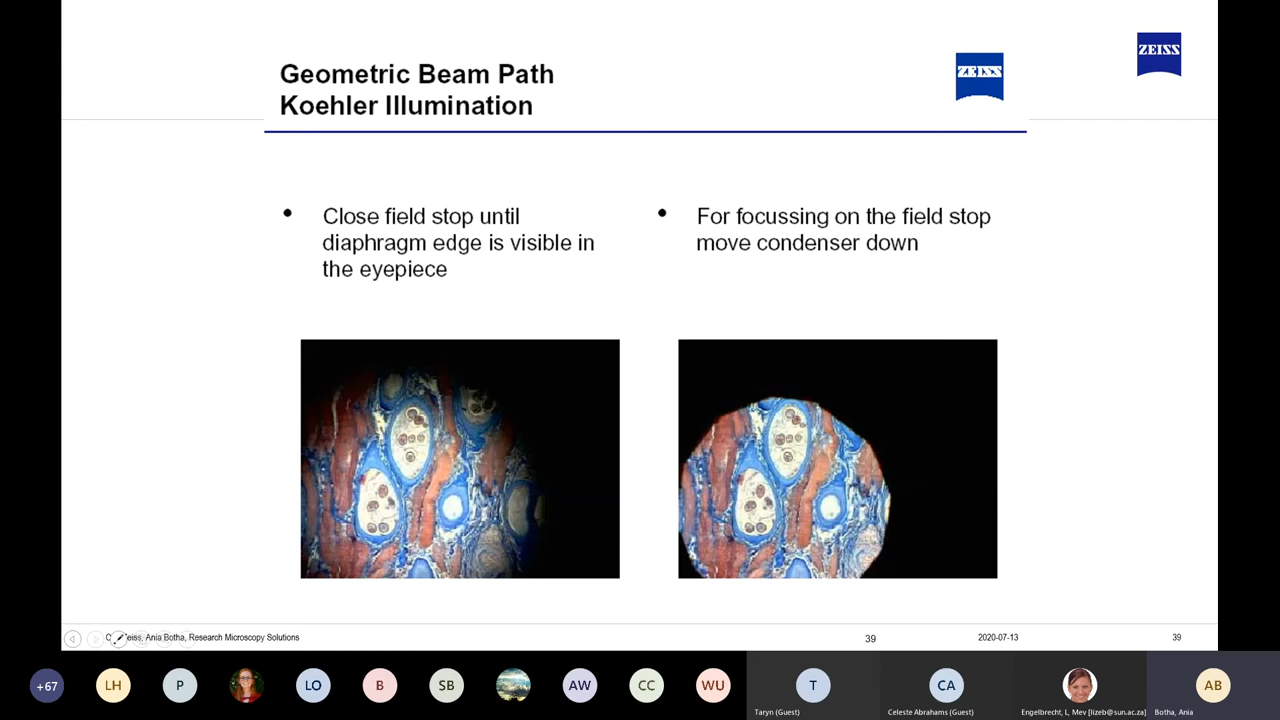 ZEISS
Geometric Beam Path
Koehler Illumination
ZEISS
Close field stop until
diaphragm edge is visible in
the eyepiece
For focussing on the field stop
move condenser down
Zeiss, Ania Botha, Research Microscopy Solutions
39
2020-07-13
39
+67
LH
P
LO
B
SB
AW
CC
WU
T
CA
AB
Taryn (Guest)
Celeste Abrahams (Guest)
Engelbrecht, L, Mev [lizeb@sun.ac.za]
Botha, Ania